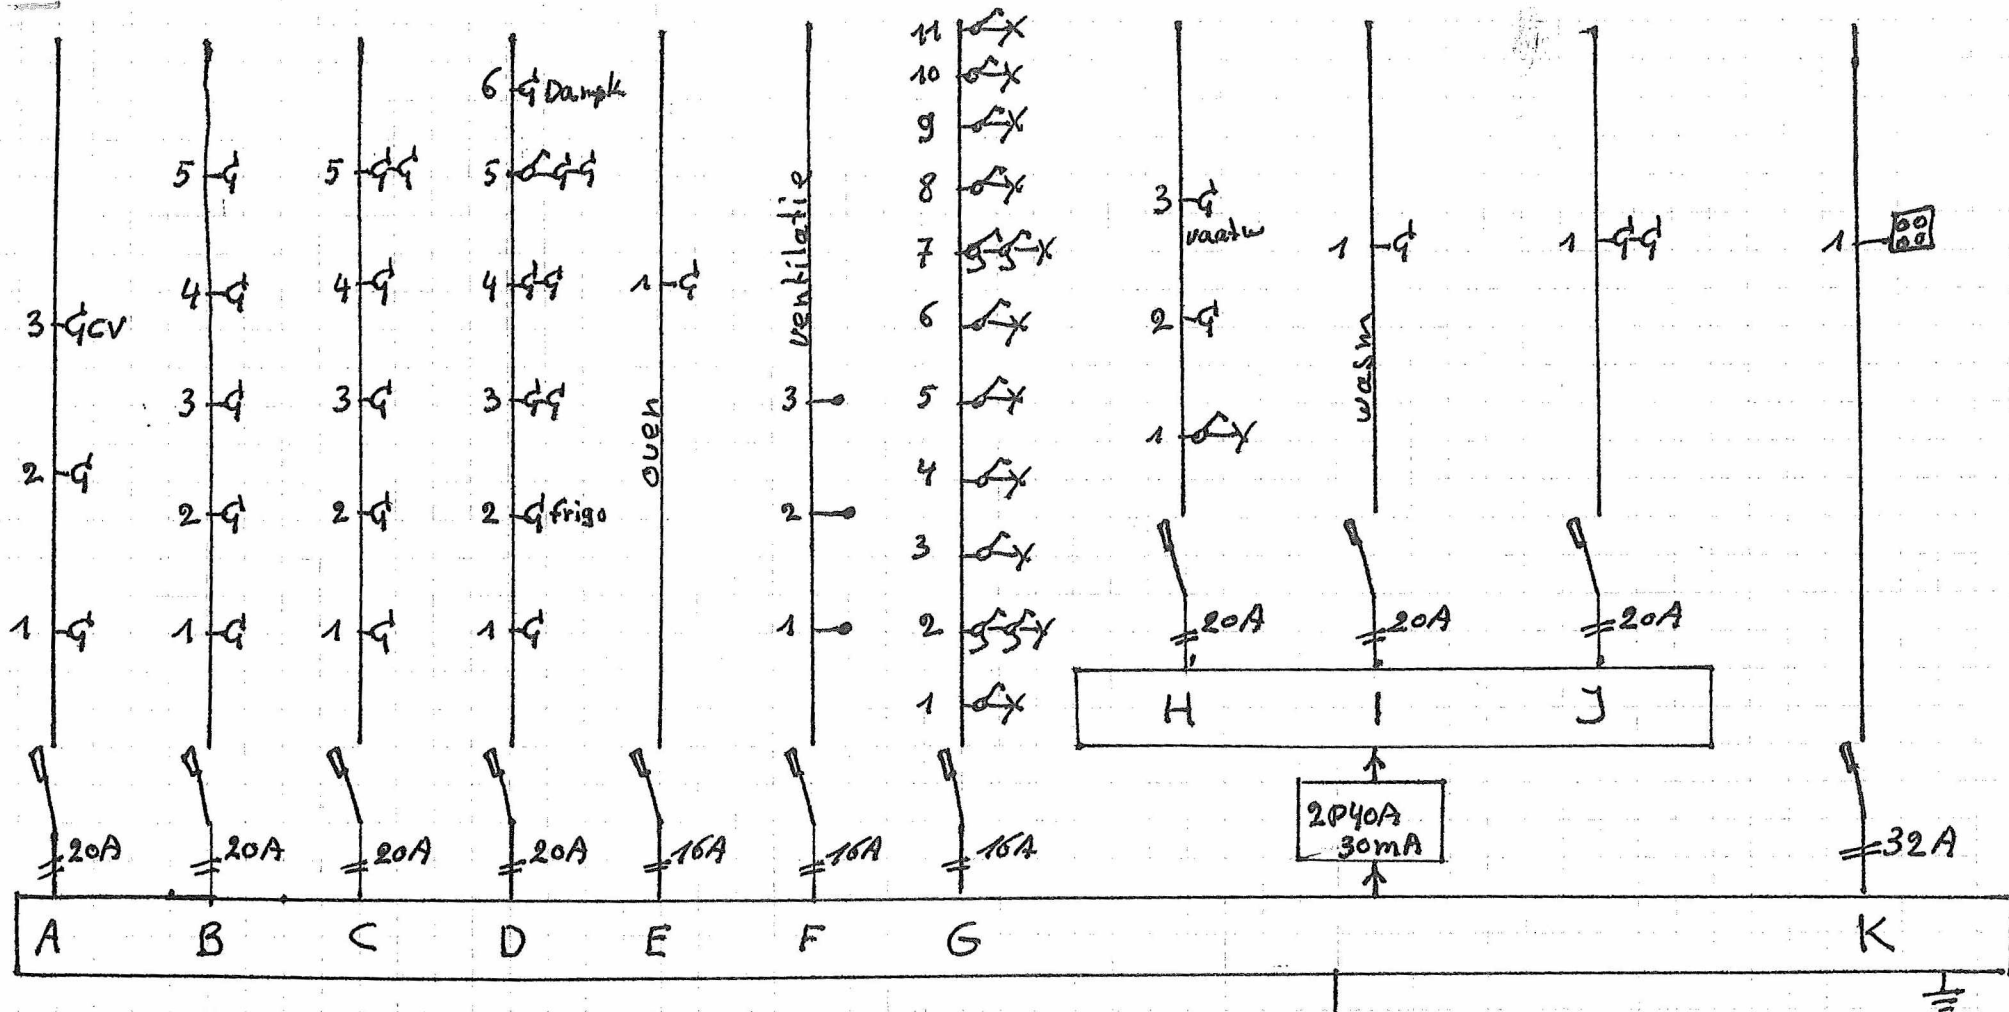 11
10
6 Dampk
9
5
5
5
8
3
vaatw
7
1
1
1
4
4
4
1
ventilatie
6
2
3 CV
3
3
3
oven
3
5
1
wasm
2
4
2
2
2 frigo
2
3
20A
20A
20A
1
1
1
1
1
2
1
H
I
J
2P40A
30mA
20A
20A
20A
20A
16A
16A
16A
32A
A
B
C
D
E
F
G
K